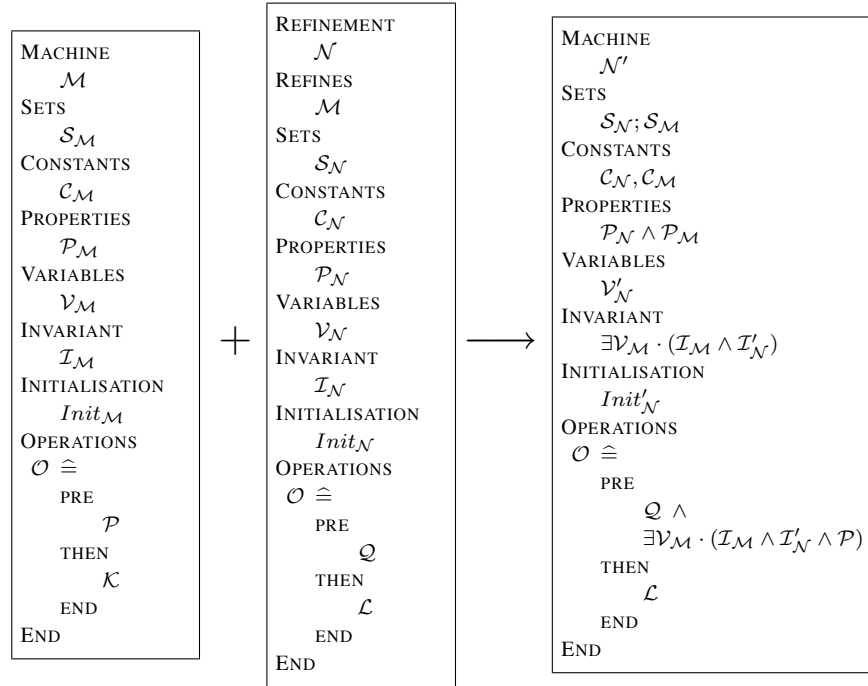 MACHINE
ℳ
SETS
𝒮_ℳ
CONSTANTS
𝒞_ℳ
PROPERTIES
𝒫_ℳ
VARIABLES
𝒱_ℳ
INVARIANT
ℐ_ℳ
INITIALISATION
Init_ℳ
OPERATIONS
𝒪 ≙
PRE
𝒫
THEN
𝒦
END
END
+
REFINEMENT
𝒩
REFINES
ℳ
SETS
𝒮_𝒩
CONSTANTS
𝒞_𝒩
PROPERTIES
𝒫_𝒩
VARIABLES
𝒱_𝒩
INVARIANT
ℐ_𝒩
INITIALISATION
Init_𝒩
OPERATIONS
𝒪 ≙
PRE
𝒬
THEN
ℒ
END
END
⟶
MACHINE
𝒩′
SETS
𝒮_𝒩; 𝒮_ℳ
CONSTANTS
𝒞_𝒩, 𝒞_ℳ
PROPERTIES
𝒫_𝒩 ∧ 𝒫_ℳ
VARIABLES
𝒱′_𝒩
INVARIANT
∃𝒱_ℳ · (ℐ_ℳ ∧ ℐ′_𝒩)
INITIALISATION
Init′_𝒩
OPERATIONS
𝒪 ≙
PRE
𝒬 ∧
∃𝒱_ℳ · (ℐ_ℳ ∧ ℐ′_𝒩 ∧ 𝒫)
THEN
ℒ
END
END